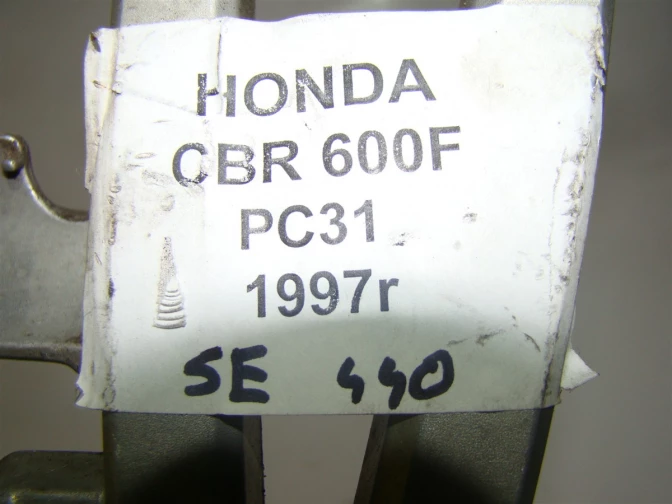 HONDA
CBR 600F
PC31
1997r
SE 440